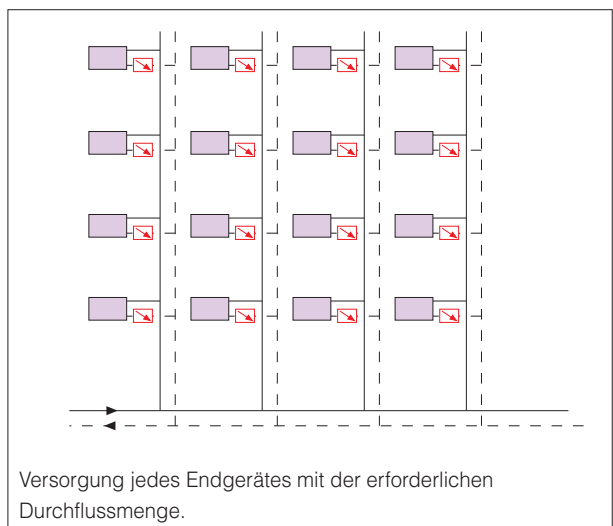 Versorgung jedes Endgerätes mit der erforderlichen
Durchflussmenge.